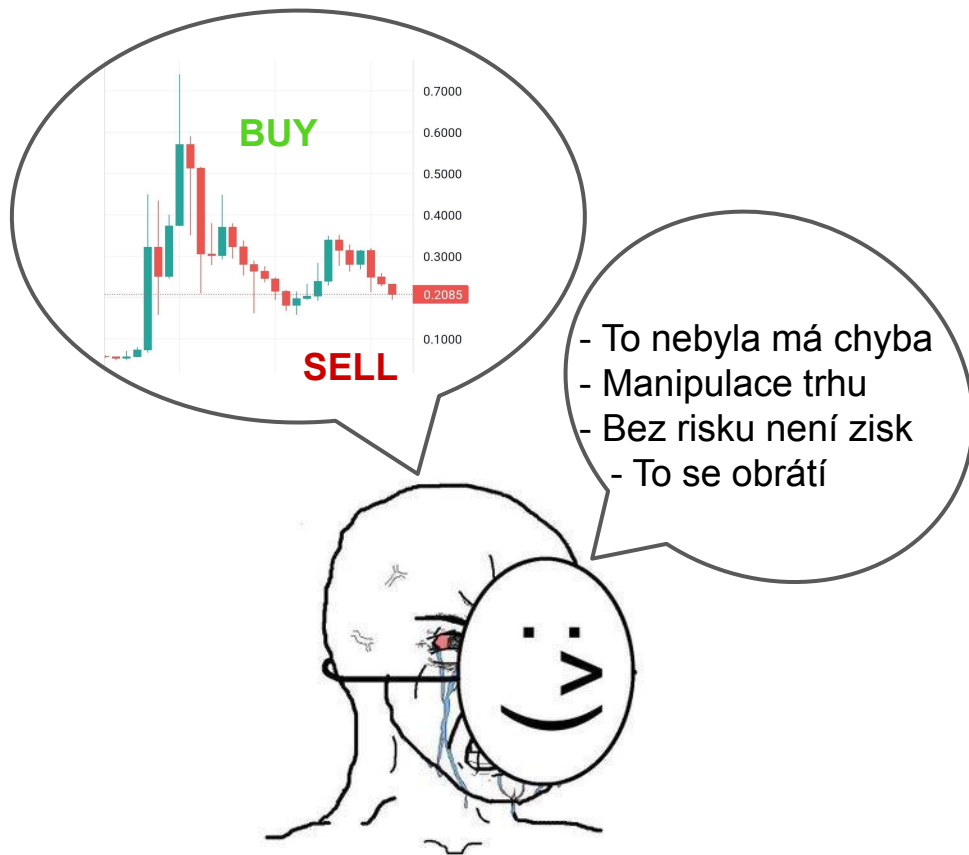 0.7000
BUY
0.6000
0.5000
0.4000
0.3000
0.2085
0.1000
SELL
- To nebyla má chyba
- Manipulace trhu
- Bez risku není zisk
- To se obrátí